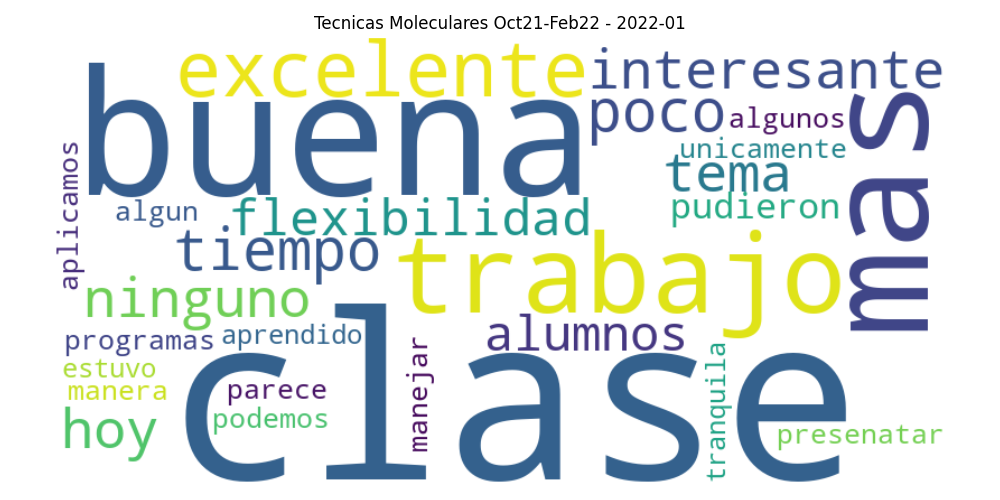 Tecnicas Moleculares Oct21-Feb22 - 2022-01
excelente
interesante
buena
poco
algunos
mas
unicamente
tema
aplicamos
algun
flexibilidad
pudieron
tiempo
trabajo
ninguno
programas
aprendido
alumnos
clase
manejar
tranquila
estuvo
manera
parece
hoy
podemos
presenatar